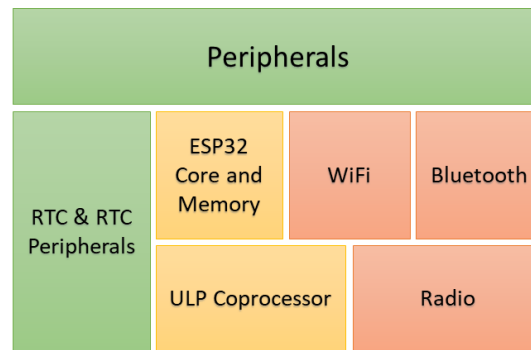 Peripherals
RTC & RTC
Peripherals
ESP32
Core and
Memory
WiFi
Bluetooth
ULP Coprocessor
Radio